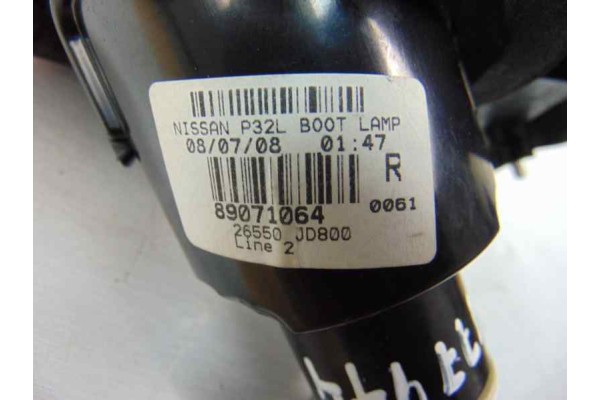 NISSAN P32L BOOT LAMP
08/07/08 01:47
R
89071064 0061
26550 JD800
Line 2